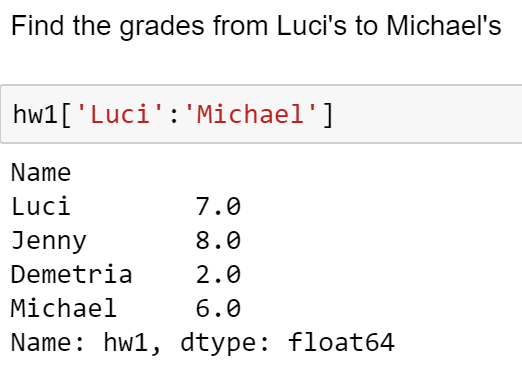 Find the grades from Luci's to Michael's
hw1['Luci':'Michael']
Name
Luci 7.0
Jenny 8.0
Demetria 2.0
Michael 6.0
Name: hw1, dtype: float64